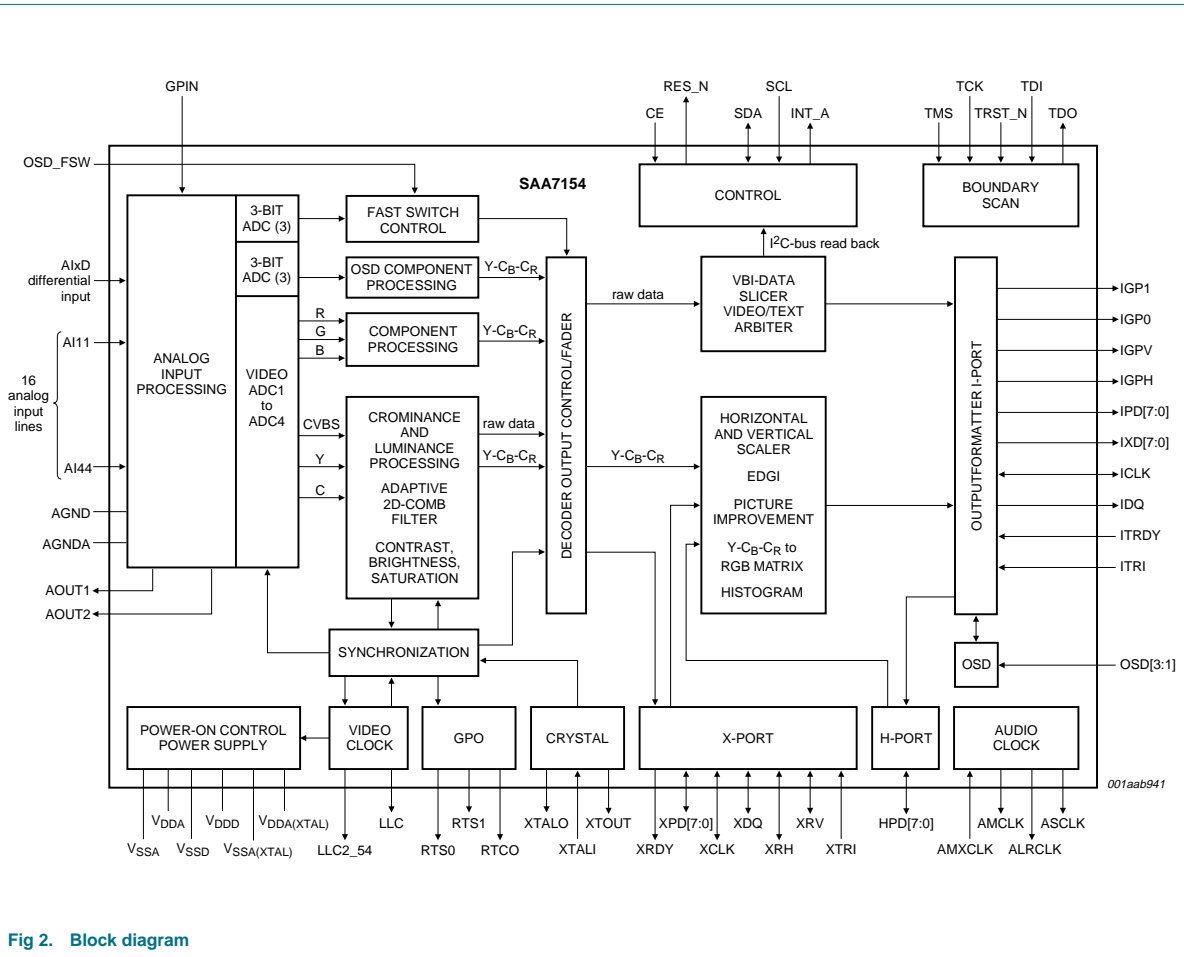 GPIN
RES_N
SCL
TCK
TDI
CE
SDA
INT_A
TMS
TRST_N
TDO
OSD_FSW
SAA7154
3-BIT
ADC (3)
FAST SWITCH
CONTROL
CONTROL
BOUNDARY
SCAN
I2C-bus read back
AIxD
differential
input
3-BIT
ADC (3)
OSD COMPONENT
PROCESSING
Y-CB-CR
raw data
VBI-DATA
SLICER
VIDEO/TEXT
ARBITER
IGP1
IGP0
IGPV
IGPH
IPD[7:0]
IXD[7:0]
ICLK
IDQ
ITRDY
ITRI
AI11
16
analog
input
lines
AI44
AGND
AGNDA
AOUT1
AOUT2
ANALOG
INPUT
PROCESSING
VIDEO
ADC1
to
ADC4
R
G
B
COMPONENT
PROCESSING
Y-CB-CR
CVBS
Y
C
CROMINANCE
AND
LUMINANCE
PROCESSING
ADAPTIVE
2D-COMB
FILTER
CONTRAST,
BRIGHTNESS,
SATURATION
raw data
Y-CB-CR
DECODER OUTPUT CONTROL/FADER
Y-CB-CR
HORIZONTAL
AND VERTICAL
SCALER
EDGI
PICTURE
IMPROVEMENT
Y-CB-CR to
RGB MATRIX
HISTOGRAM
OUTPUTFORMATTER I-PORT
SYNCHRONIZATION
OSD
OSD[3:1]
POWER-ON CONTROL
POWER SUPPLY
VIDEO
CLOCK
GPO
CRYSTAL
X-PORT
H-PORT
AUDIO
CLOCK
001aab941
VDDA
VDDD
VDDA(XTAL)
LLC
RTS1
XTALO
XTOUT
XPD[7:0]
XDQ
XRV
HPD[7:0]
AMCLK
ASCLK
VSSA
VSSD
VSSA(XTAL)
LLC2_54
RTS0
RTCO
XTALI
XRDY
XCLK
XRH
XTRI
AMXCLK
ALRCLK
Fig 2. Block diagram